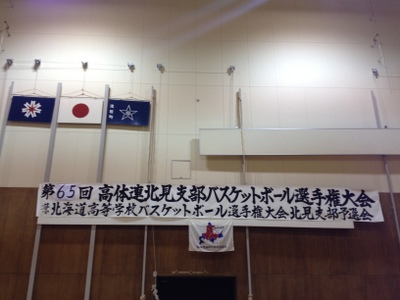 第65回 高体連北見支部バスケットボール選手権大会
兼北海道高等学校バスケットボール選手権大会北見支部予選会